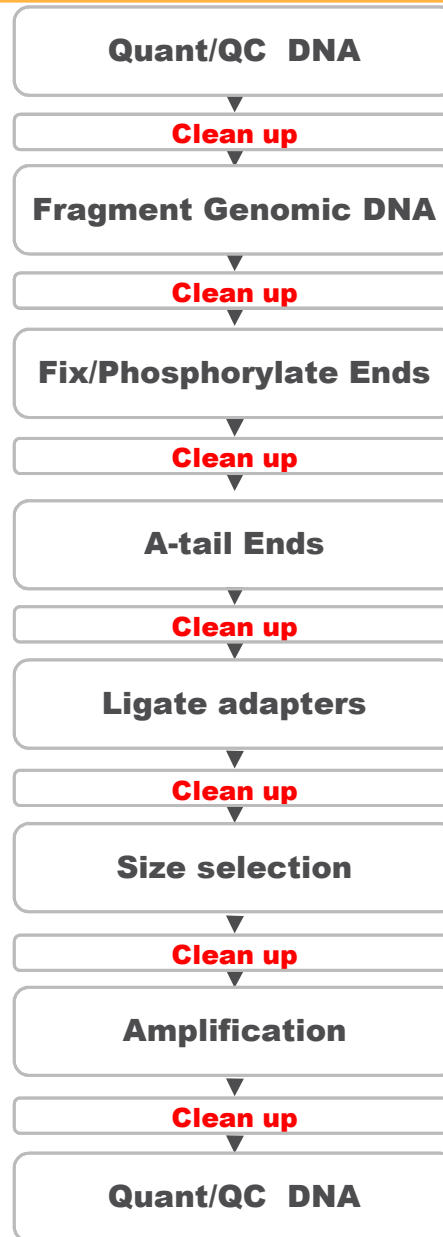 Quant/QC  DNA
Clean up
Fragment Genomic DNA
Clean up
Fix/Phosphorylate Ends
Clean up
A-tail Ends
Clean up
Ligate adapters
Clean up
Size selection
Clean up
Amplification
Clean up
Quant/QC  DNA